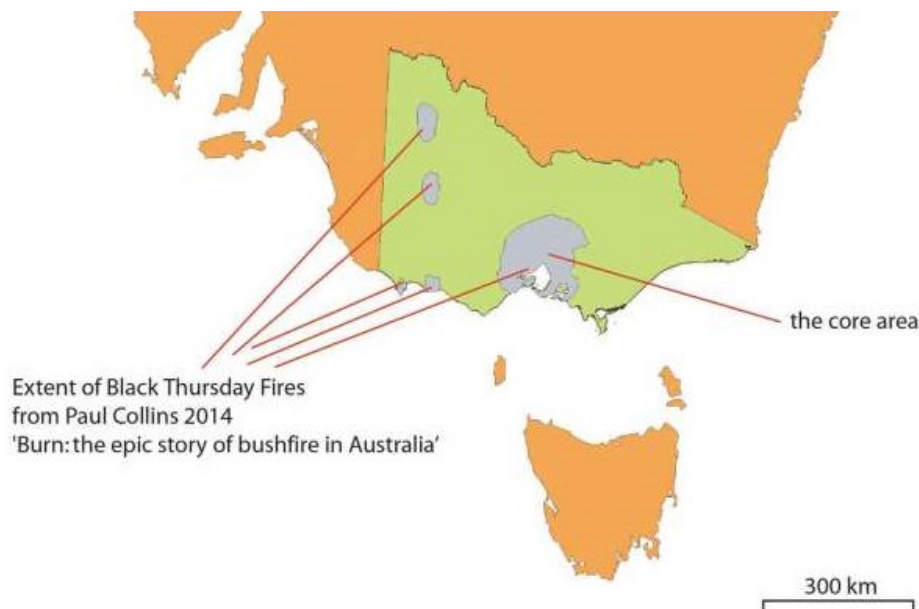 the core area
Extent of Black Thursday Fires
from Paul Collins 2014
'Burn: the epic story of bushfire in Australia'
300 km